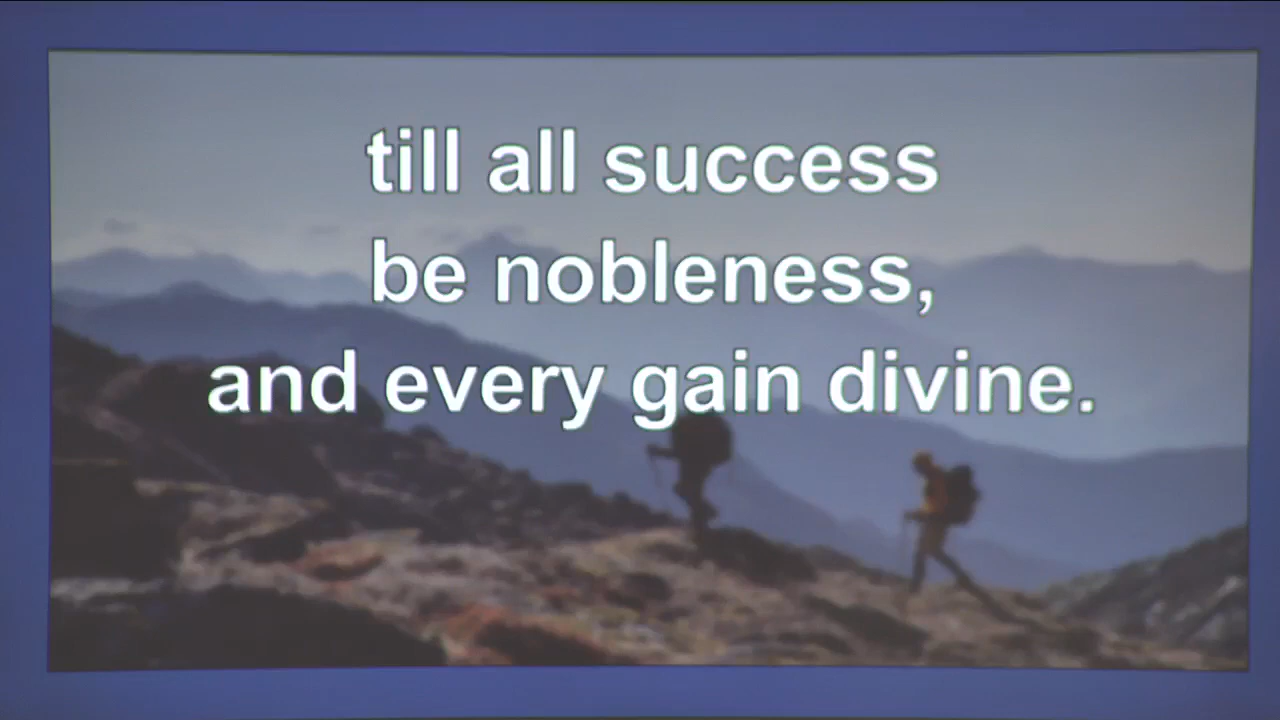 till all success
be nobleness,
and every gain divine.